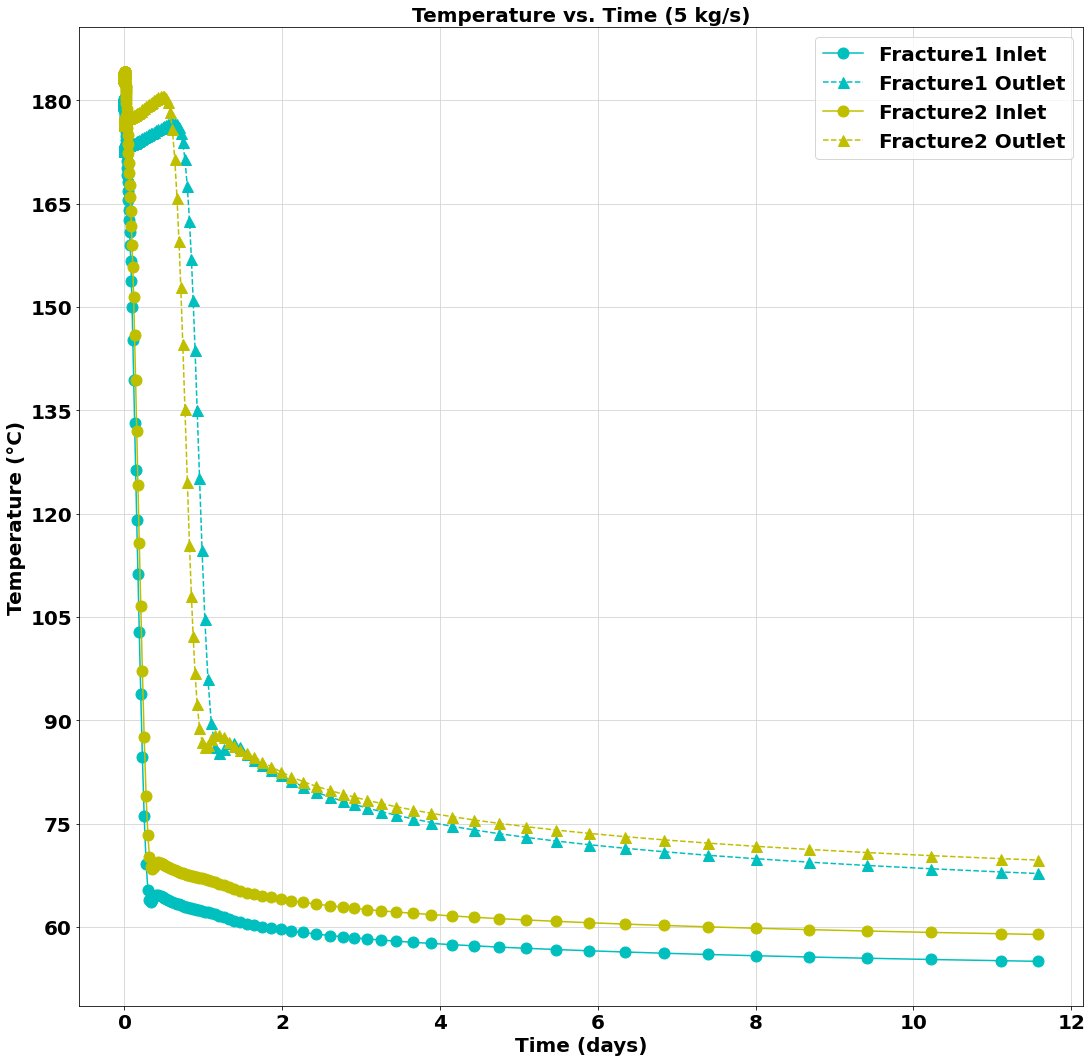 Temperature vs. Time (5 kg/s)
Fracture1 Inlet
Fracture1 Outlet
Fracture2 Inlet
Fracture2 Outlet
Temperature (°C)
180
165
150
135
120
105
90
75
60
0 2 4 6 8 10 12
Time (days)